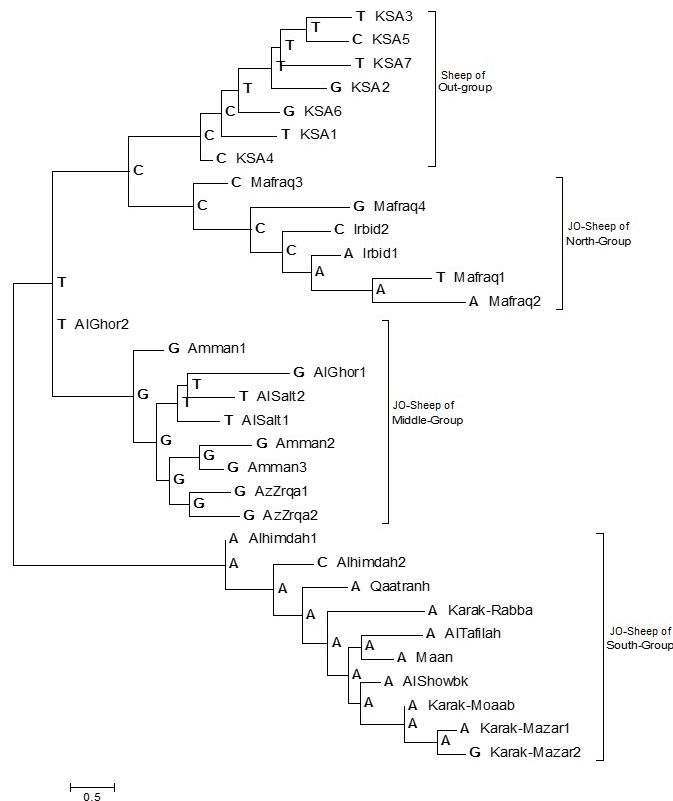 T KSA3
T
C KSA5
T
T KSA7
T
G KSA2
T
G KSA6
C
T KSA1
C
C KSA4
Sheep of
Out-group
C
C Mafraq3
C
G Mafraq4
C
C Irbid2
C
A Irbid1
A
T Mafraq1
A
A Mafraq2
JO-Sheep of
North-Group
T
T AlGhor2
G Amman1
G
G AlGhor1
T
T AlSalt2
T
T AlSalt1
G
G Amman2
G
G Amman3
G
G AzZrqa1
G
G AzZrqa2
JO-Sheep of
Middle-Group
A Alhimdah1
A
C Alhimdah2
A
A Qaatranh
A
A Karak-Rabba
A
A AlTafilah
A
A Maan
A
A AlShowbk
A
A Karak-Moaab
A
A Karak-Mazar1
A
G Karak-Mazar2
JO-Sheep of
South-Group
0.5